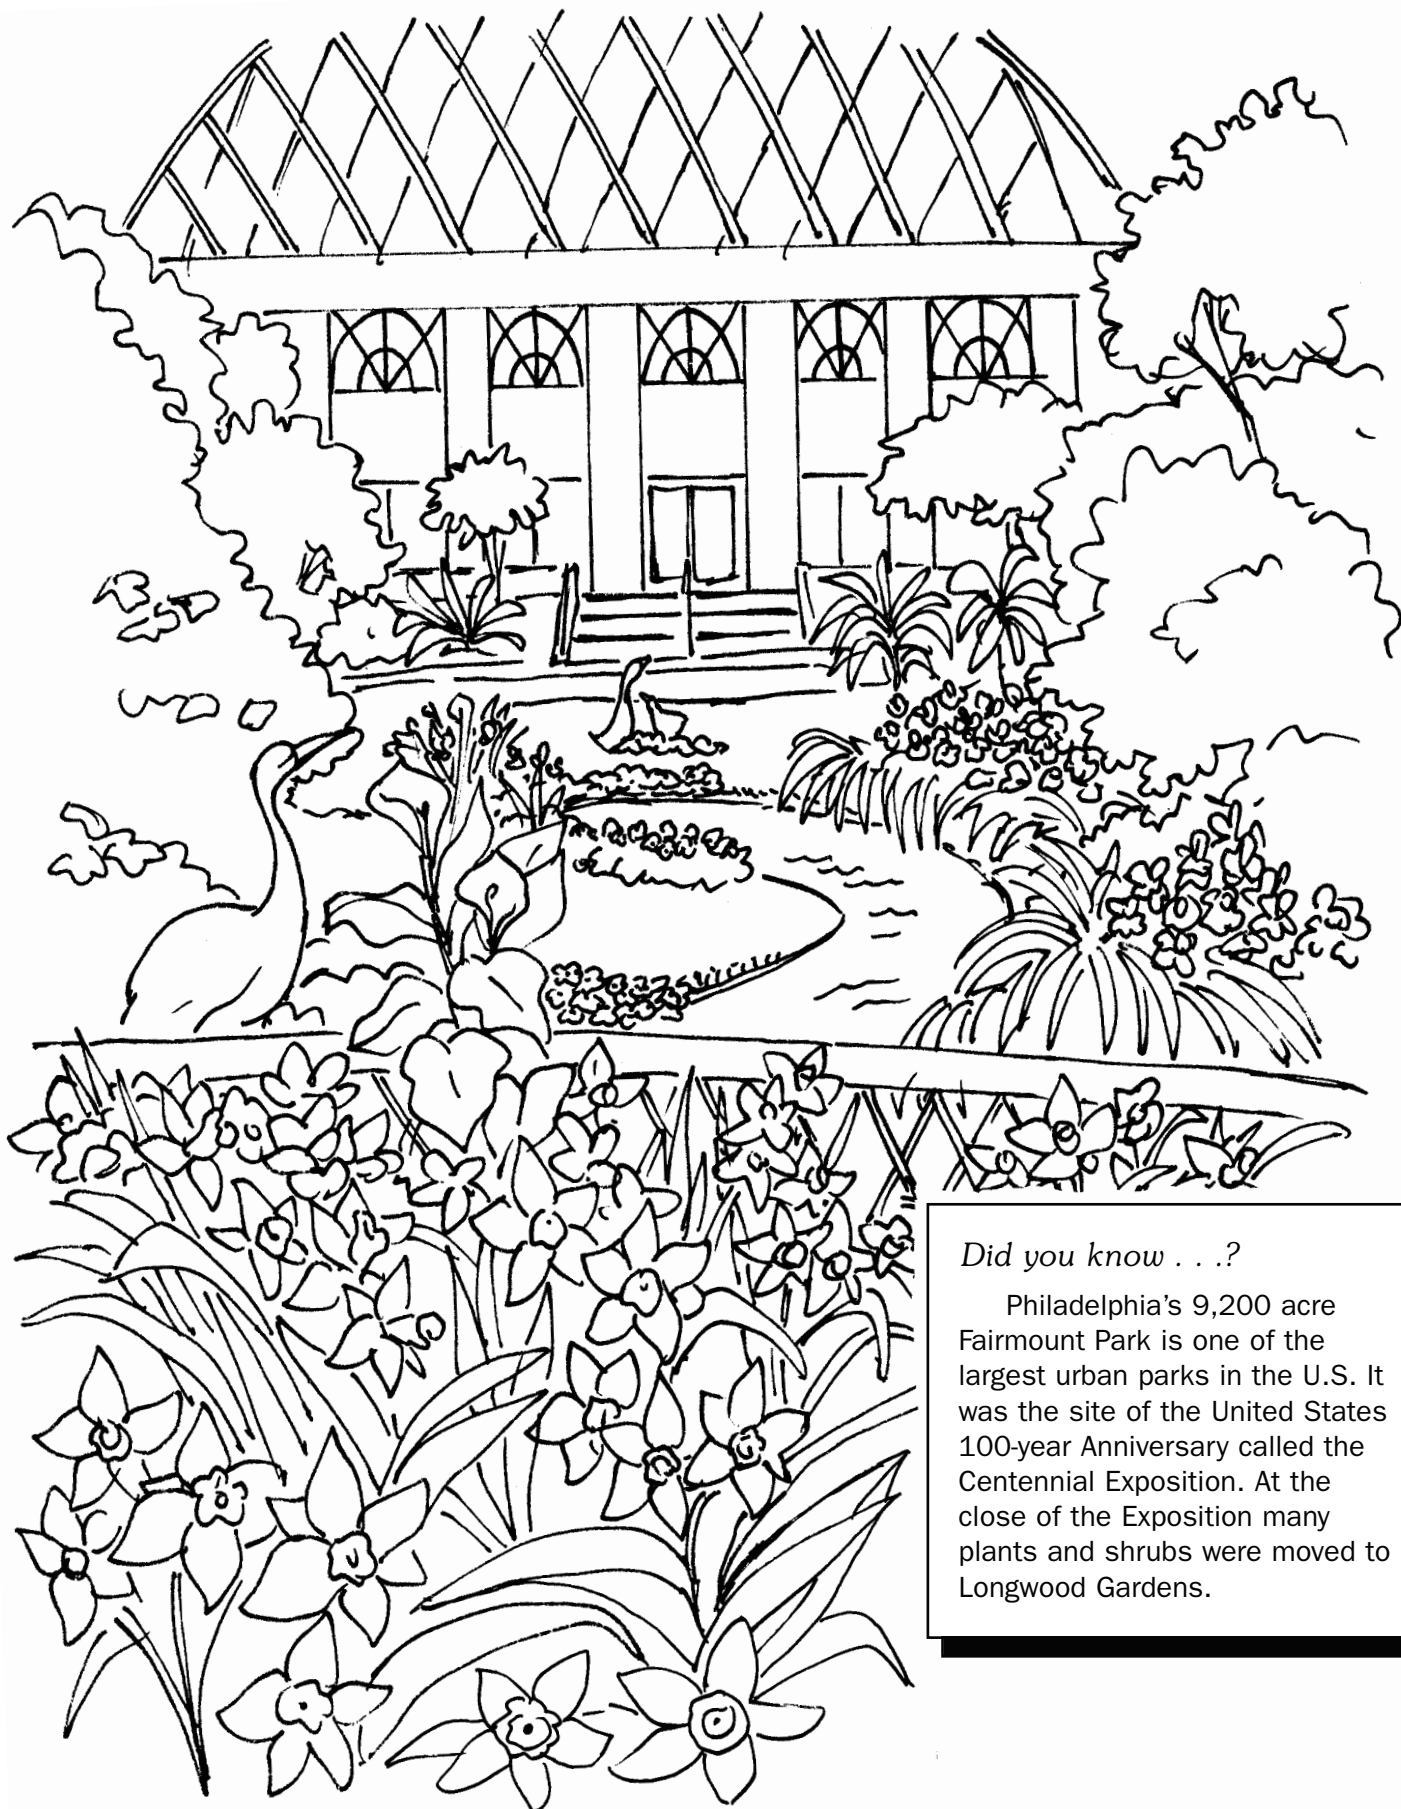 Did you know . . .?
Philadelphia’s 9,200 acre
Fairmount Park is one of the
largest urban parks in the U.S. It
was the site of the United States
100-year Anniversary called the
Centennial Exposition. At the
close of the Exposition many
plants and shrubs were moved to
Longwood Gardens.